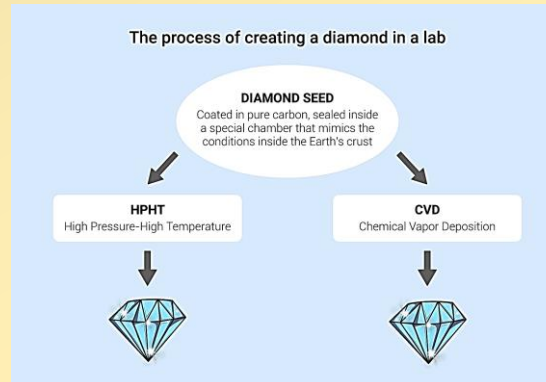 The process of creating a diamond in a lab
DIAMOND SEED
Coated in pure carbon, sealed inside
a special chamber that mimics the
conditions inside the Earth's crust
HPHT
High Pressure-High Temperature
CVD
Chemical Vapor Deposition